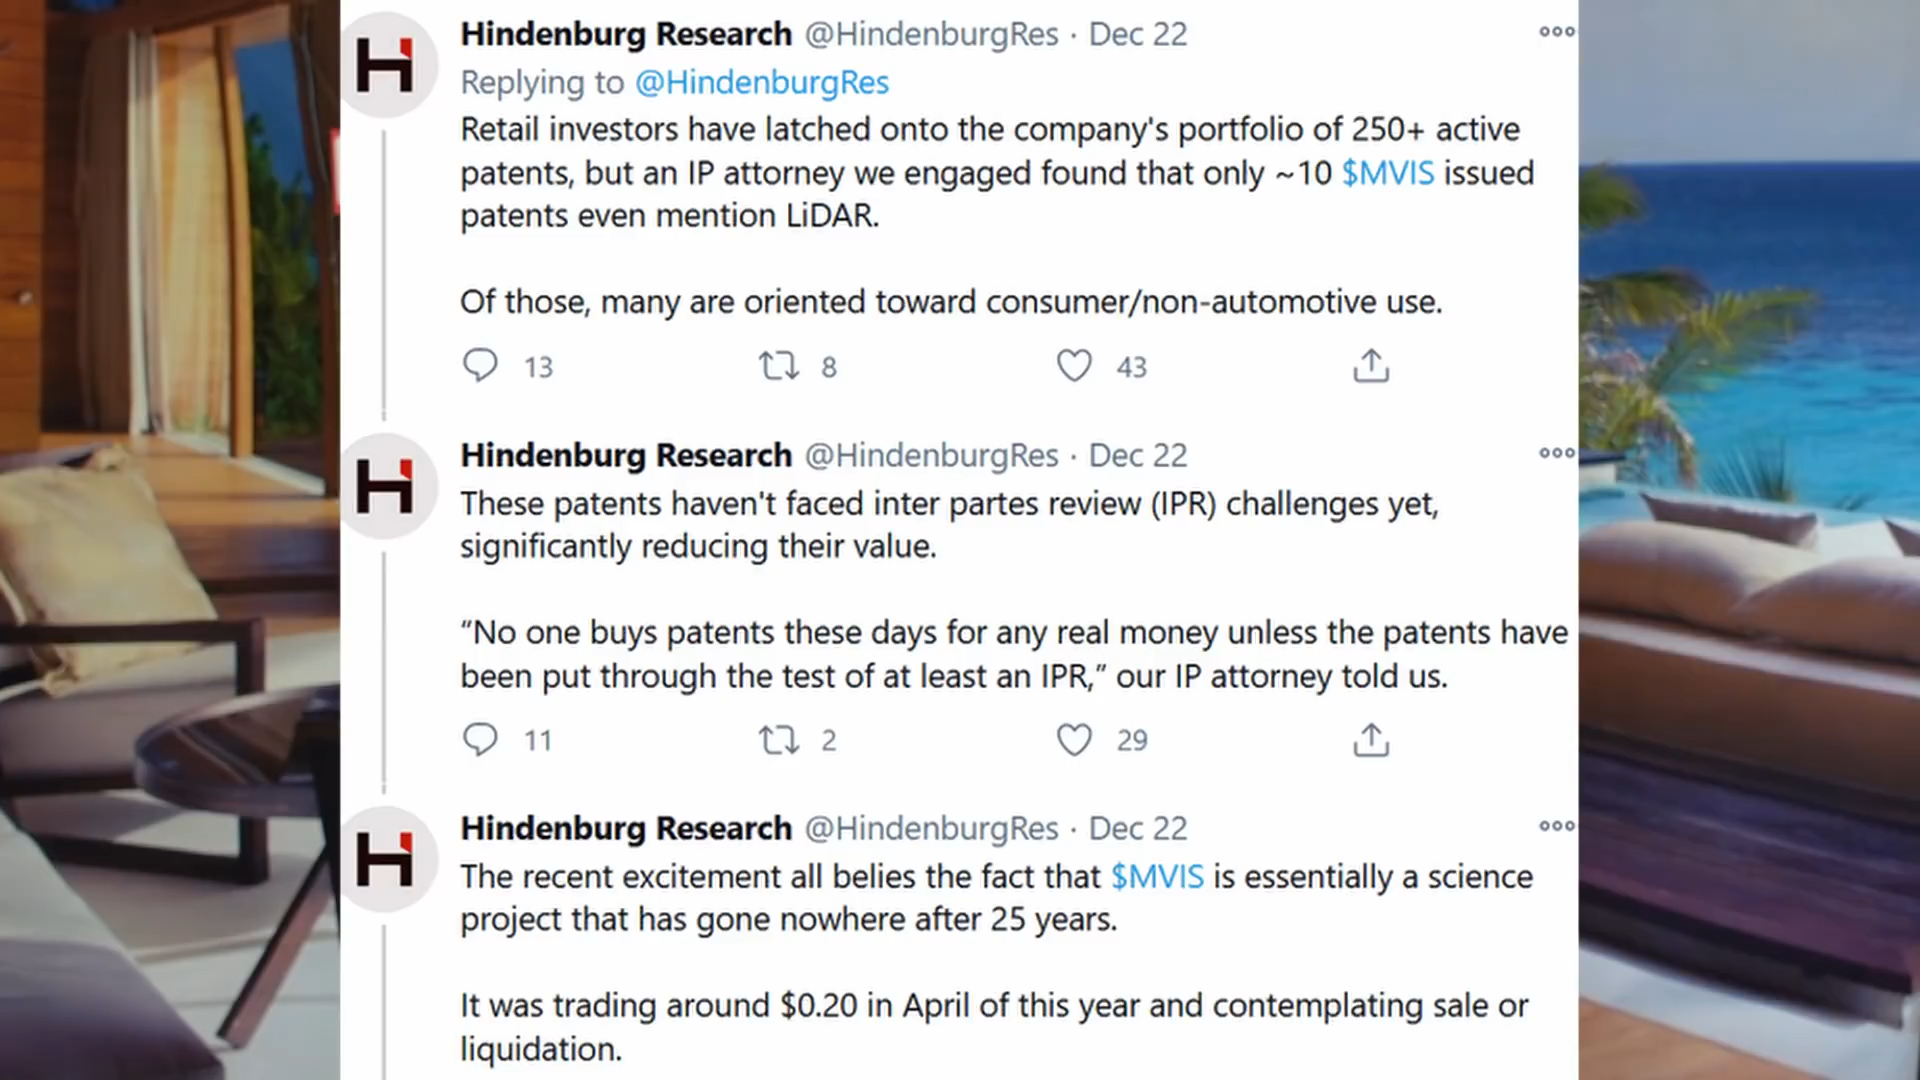 Hindenburg Research @HindenburgRes · Dec 22
Replying to @HindenburgRes
Retail investors have latched onto the company's portfolio of 250+ active
patents, but an IP attorney we engaged found that only ~10 $MVIS issued
patents even mention LiDAR.
Of those, many are oriented toward consumer/non-automotive use.
13 8 43
Hindenburg Research @HindenburgRes · Dec 22
These patents haven't faced inter partes review (IPR) challenges yet,
significantly reducing their value.
“No one buys patents these days for any real money unless the patents have
been put through the test of at least an IPR,” our IP attorney told us.
11 2 29
Hindenburg Research @HindenburgRes · Dec 22
The recent excitement all belies the fact that $MVIS is essentially a science
project that has gone nowhere after 25 years.
It was trading around $0.20 in April of this year and contemplating sale or
liquidation.